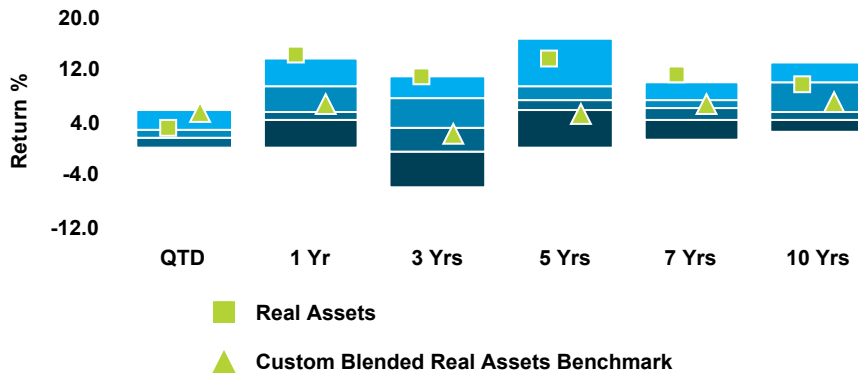 Return %
20.0
12.0
4.0
-4.0
-12.0
QTD 1 Yr 3 Yrs 5 Yrs 7 Yrs 10 Yrs
Real Assets
Custom Blended Real Assets Benchmark